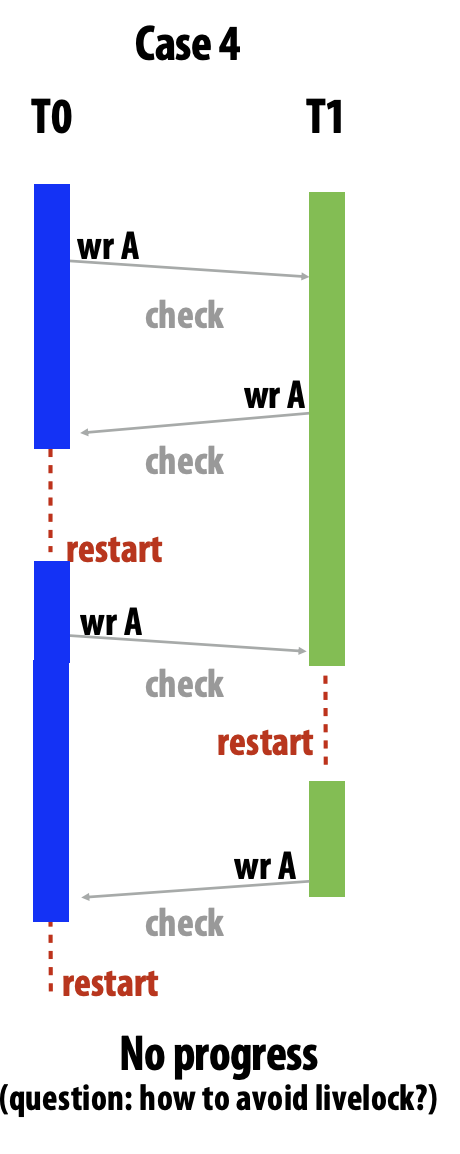 Case 4
T0 T1
wr A
check
wr A
check
restart
wr A
check
restart
wr A
check
restart
No progress
(question: how to avoid livelock?)